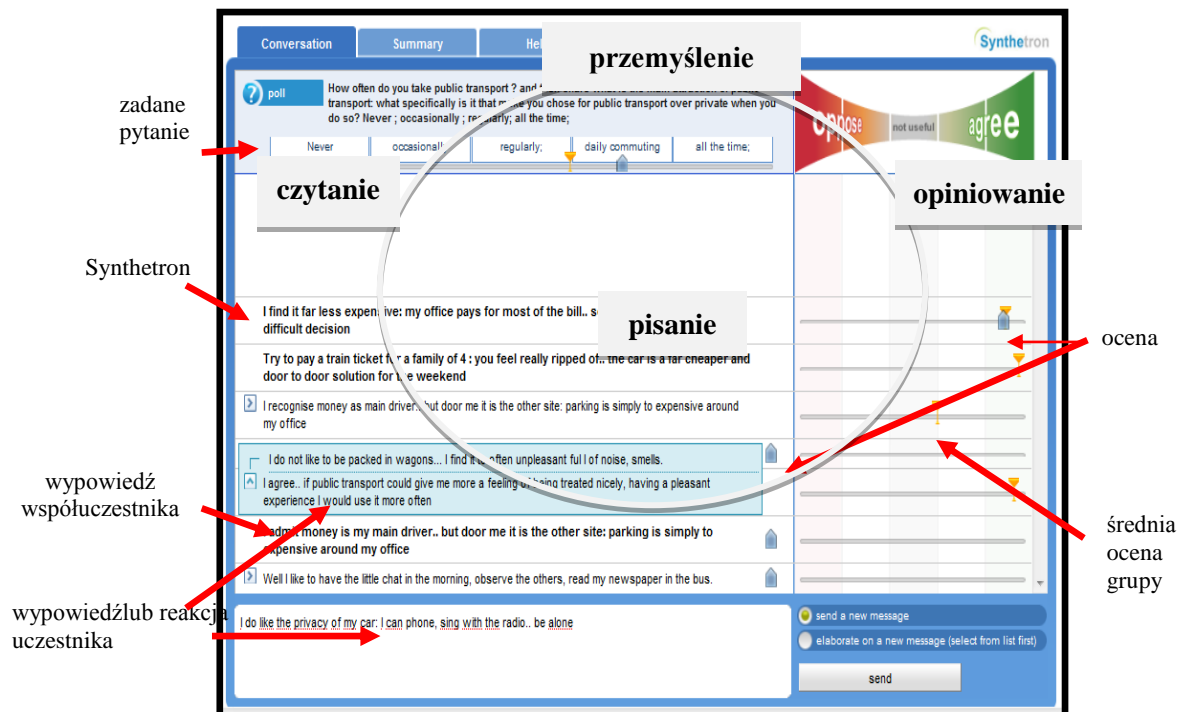 Conversation
Summary
Hel
Synthetron
przemyślenie
poll
How often do you take public transport ? and
transport: what specifically is it that make you chose for public transport over private when you
do so? Never ; occasionally ; regularly; all the time;
oppose
not useful
agree
zadane
pytanie
Never
occasionally
regularly;
daily commuting
all the time;
czytanie
opiniowanie
Synthetron
I find it far less expensive: my office pays for most of the bill..
difficult decision
pisanie
ocena
Try to pay a train ticket for a family of 4 : you feel really ripped of.. the car is a far cheaper and
door to door solution for the weekend
I recognise money as main driver.. but door me it is the other site: parking is simply to expensive around
my office
I do not like to be packed in wagons... I find it to often unpleasant ful l of noise, smells.
I agree.. if public transport could give me more a feeling of being treated nicely, having a pleasant
experience I would use it more often
wypowiedź
współuczestnika
admit money is my main driver.. but door me it is the other site: parking is simply to
expensive around my office
średnia
ocena
grupy
Well I like to have the little chat in the morning, observe the others, read my newspaper in the bus.
wypowiedźlub reakcja
uczestnika
I do like the privacy of my car: I can phone, sing with the radio.. be alone
send a new message
elaborate on a new message (select from list first)
send